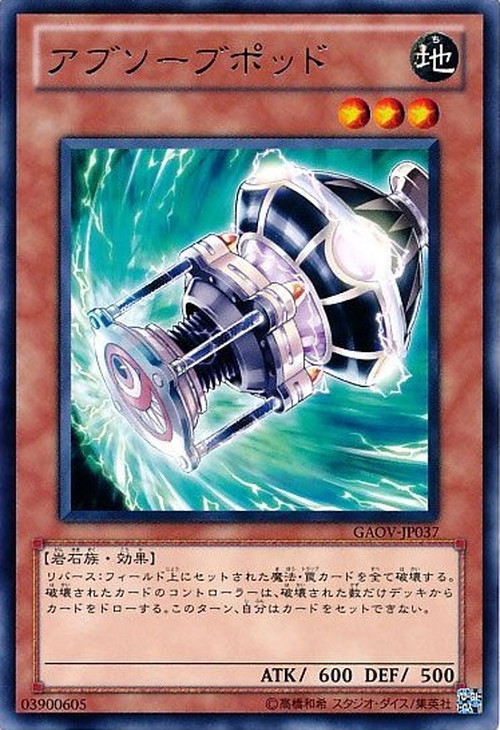 アブソーブポッド
地
GAOV-JP037
【岩石族・効果】
リバース:フィールド上にセットされた魔法・罠カードを全て破壊する。
破壊されたカードのコントローラーは、破壊された数だけデッキから
カードをドローする。このターン、自分はカードをセットできない。
ATK/ 600 DEF/ 500
03900605
©高橋和希 スタジオ・ダイス/集英社